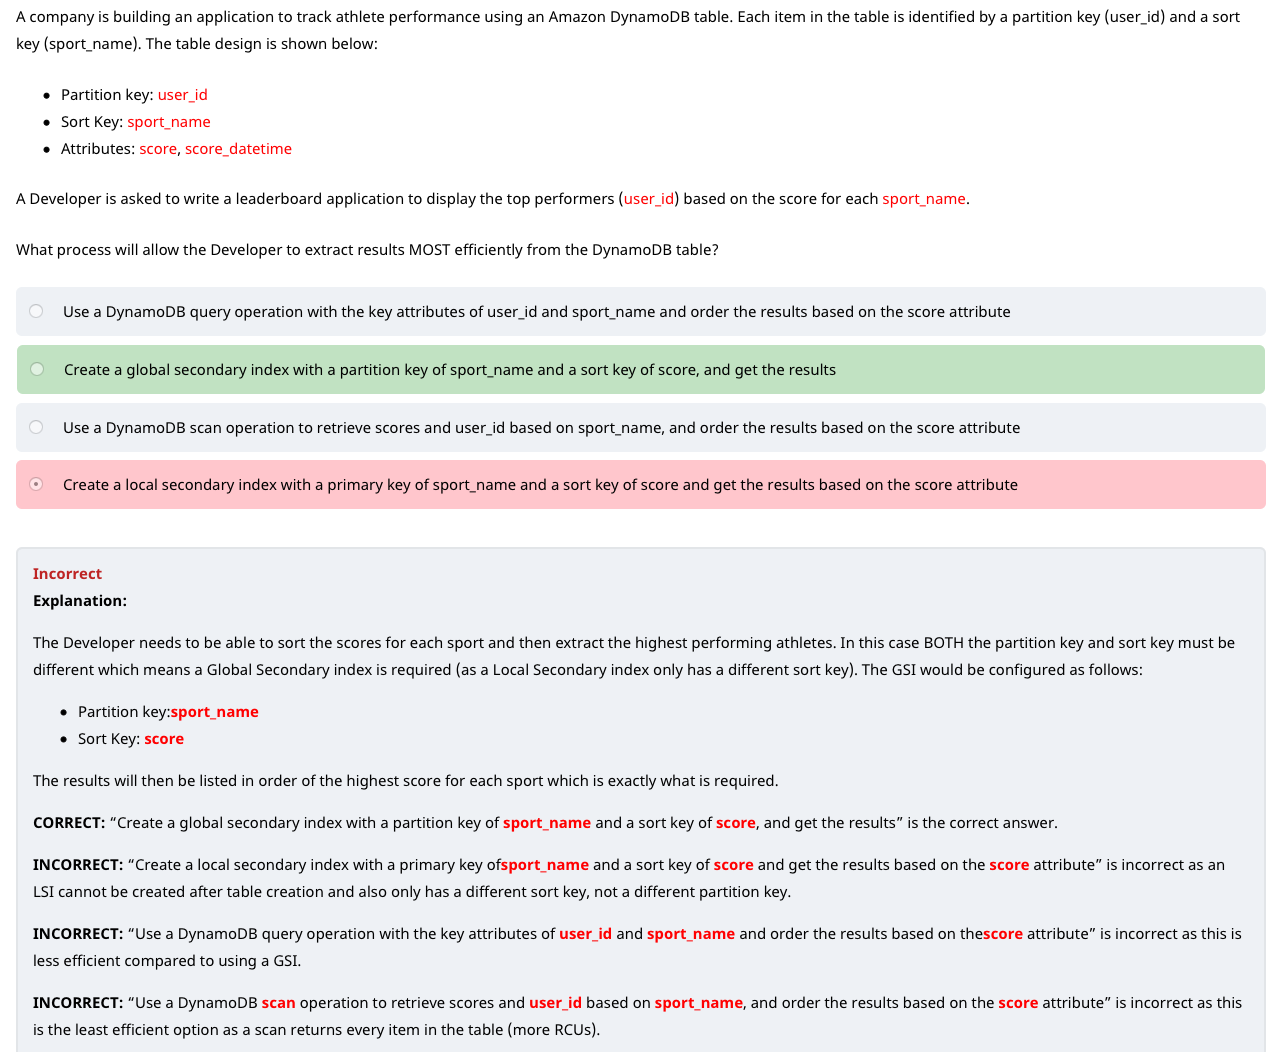 A company is building an application to track athlete performance using an Amazon DynamoDB table. Each item in the table is identified by a partition key (user_id) and a sort
key (sport_name). The table design is shown below:
• Partition key: user_id
• Sort Key: sport_name
• Attributes: score, score_datetime
A Developer is asked to write a leaderboard application to display the top performers (user_id) based on the score for each sport_name.
What process will allow the Developer to extract results MOST efficiently from the DynamoDB table?
Use a DynamoDB query operation with the key attributes of user_id and sport_name and order the results based on the score attribute
Create a global secondary index with a partition key of sport_name and a sort key of score, and get the results
Use a DynamoDB scan operation to retrieve scores and user_id based on sport_name, and order the results based on the score attribute
Create a local secondary index with a primary key of sport_name and a sort key of score and get the results based on the score attribute
Incorrect
Explanation:
The Developer needs to be able to sort the scores for each sport and then extract the highest performing athletes. In this case BOTH the partition key and sort key must be
different which means a Global Secondary index is required (as a Local Secondary index only has a different sort key). The GSI would be configured as follows:
• Partition key:sport_name
• Sort Key: score
The results will then be listed in order of the highest score for each sport which is exactly what is required.
CORRECT: “Create a global secondary index with a partition key of sport_name and a sort key of score, and get the results” is the correct answer.
INCORRECT: “Create a local secondary index with a primary key ofsport_name and a sort key of score and get the results based on the score attribute” is incorrect as an
LSI cannot be created after table creation and also only has a different sort key, not a different partition key.
INCORRECT: “Use a DynamoDB query operation with the key attributes of user_id and sport_name and order the results based on thescore attribute” is incorrect as this is
less efficient compared to using a GSI.
INCORRECT: “Use a DynamoDB scan operation to retrieve scores and user_id based on sport_name, and order the results based on the score attribute” is incorrect as this
is the least efficient option as a scan returns every item in the table (more RCUs).